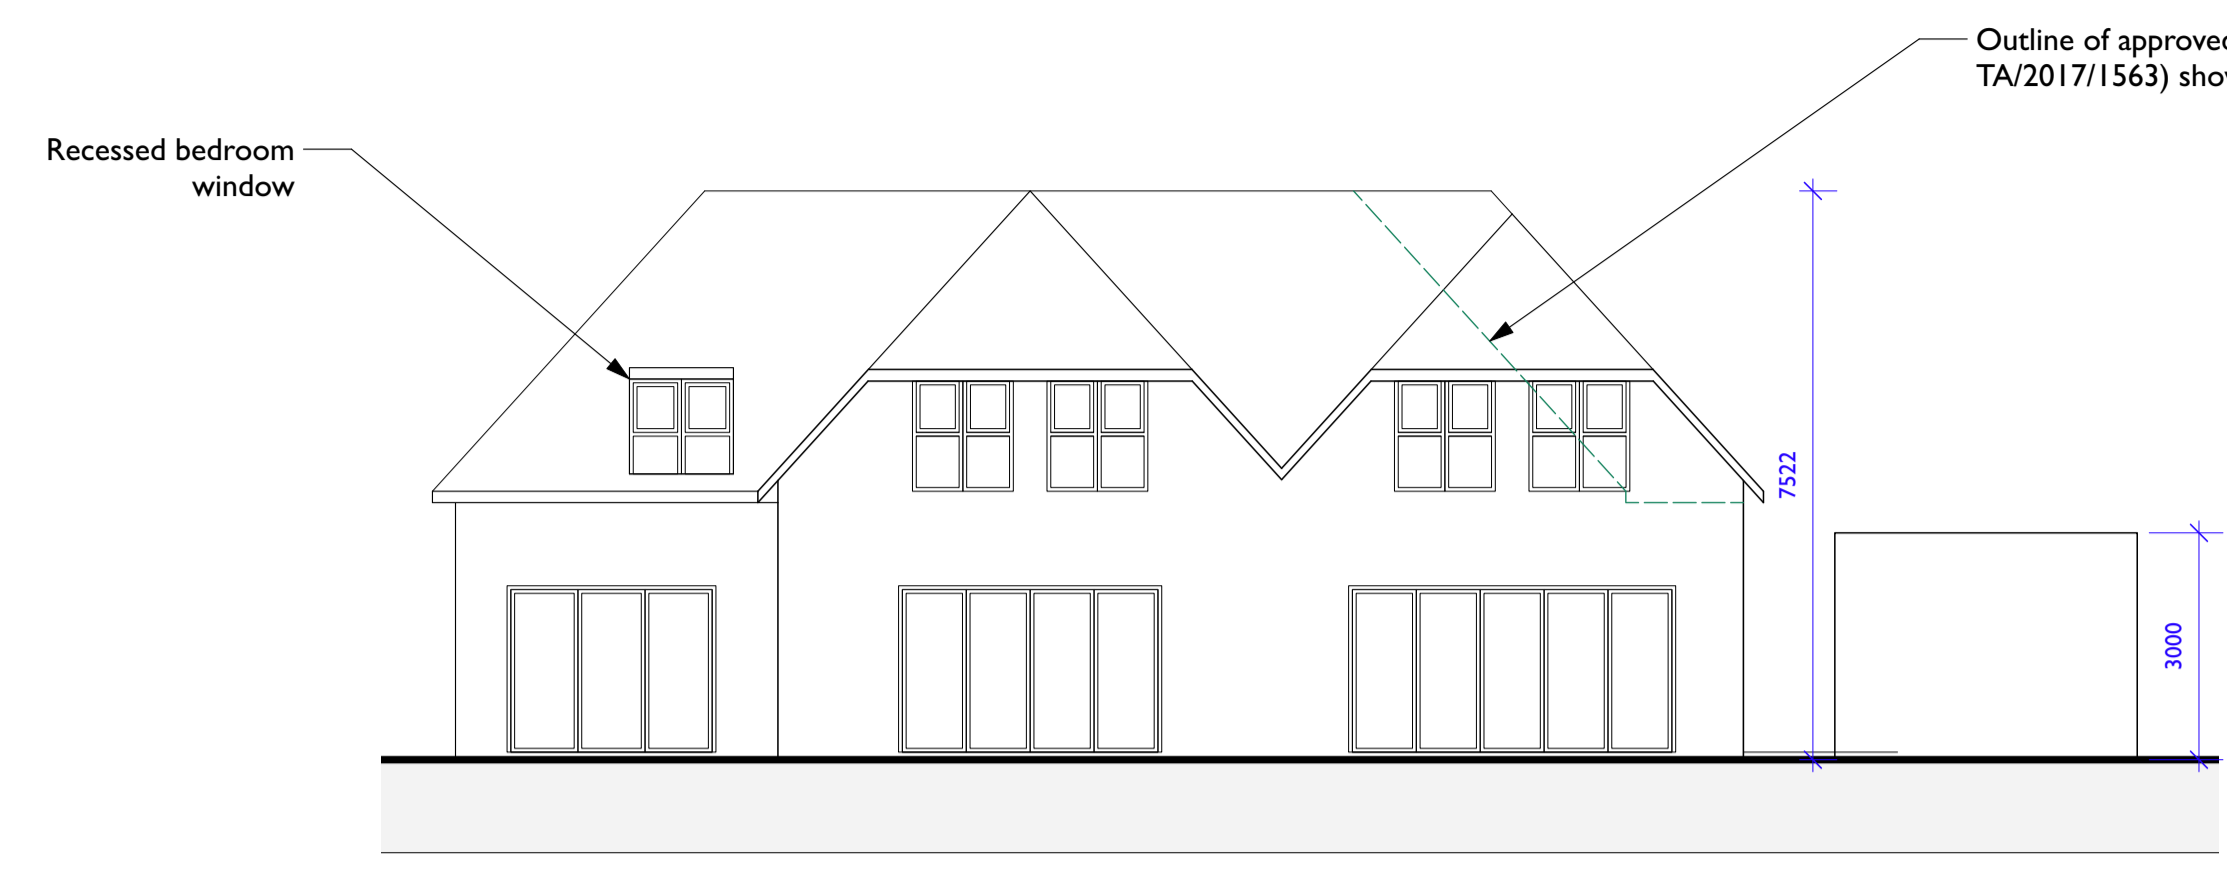 Outline of approved
TA/2017/1563) sho
Recessed bedroom
window
7522
3000